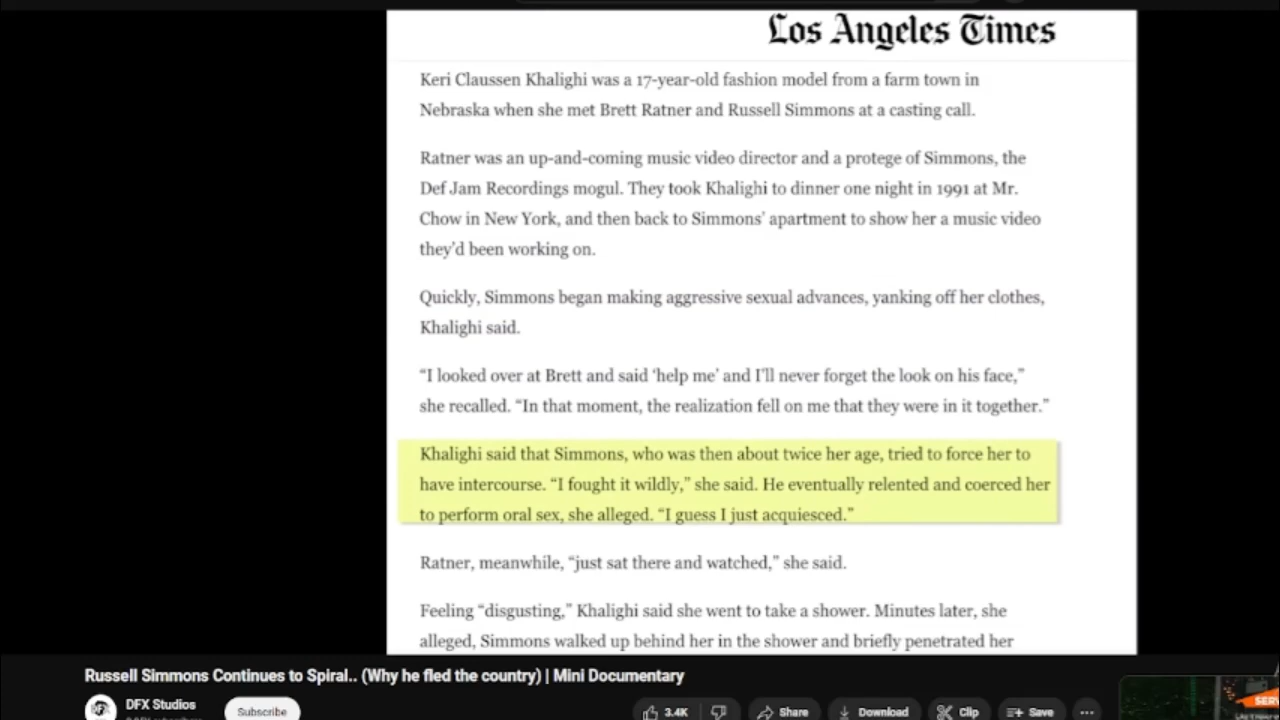 Los Angeles Times
Keri Claussen Khalighi was a 17-year-old fashion model from a farm town in
Nebraska when she met Brett Ratner and Russell Simmons at a casting call.
Ratner was an up-and-coming music video director and a protege of Simmons, the
Def Jam Recordings mogul. They took Khalighi to dinner one night in 1991 at Mr.
Chow in New York, and then back to Simmons’ apartment to show her a music video
they’d been working on.
Quickly, Simmons began making aggressive sexual advances, yanking off her clothes,
Khalighi said.
“I looked over at Brett and said ‘help me’ and I’ll never forget the look on his face,”
she recalled. “In that moment, the realization fell on me that they were in it together.”
Khalighi said that Simmons, who was then about twice her age, tried to force her to
have intercourse. “I fought it wildly,” she said. He eventually relented and coerced her
to perform oral sex, she alleged. “I guess I just acquiesced.”
Ratner, meanwhile, “just sat there and watched,” she said.
Feeling “disgusting,” Khalighi said she went to take a shower. Minutes later, she
alleged, Simmons walked up behind her in the shower and briefly penetrated her
Russell Simmons Continues to Spiral.. (Why he fled the country) | Mini Documentary
DFX Studios
Subscribe
3.4K
Share
Download
Clip
Save